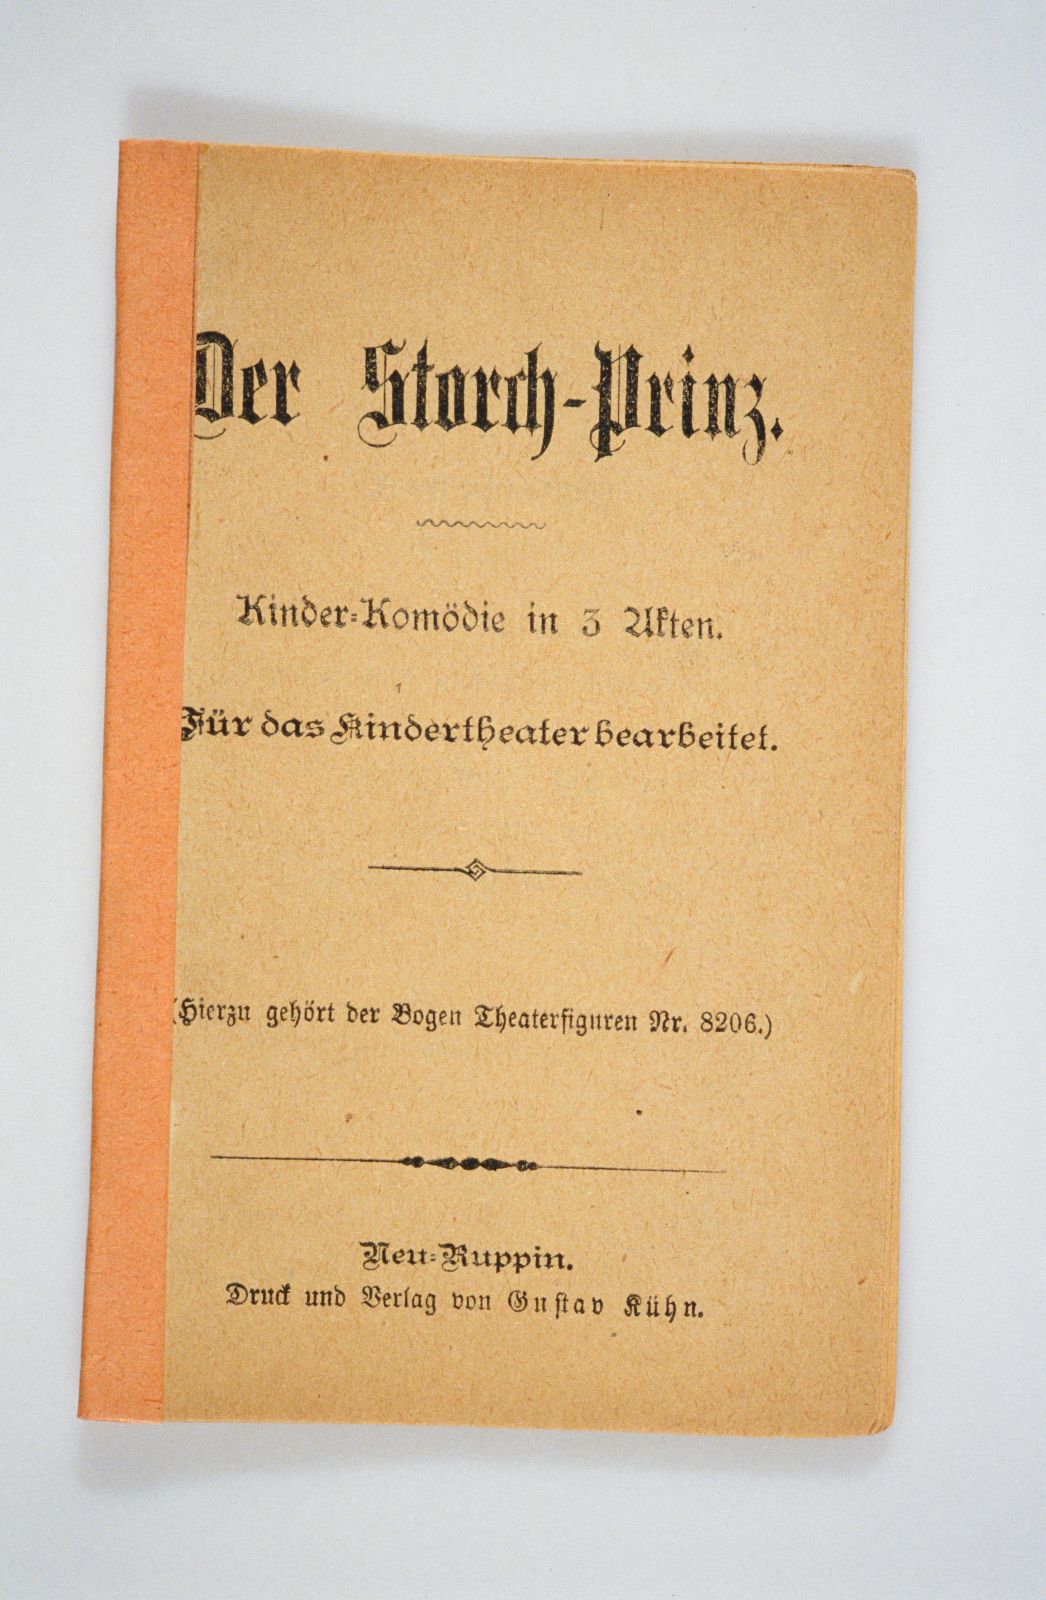 Der Storch-Prinz.
Kinder-Komödie in 3 Akten.
Für das Kindertheater bearbeitet.
(Hierzu gehört der Bogen Theaterfiguren Nr. 8206.)
Neu-Ruppin.
Druck und Verlag von Gustav Kühn.